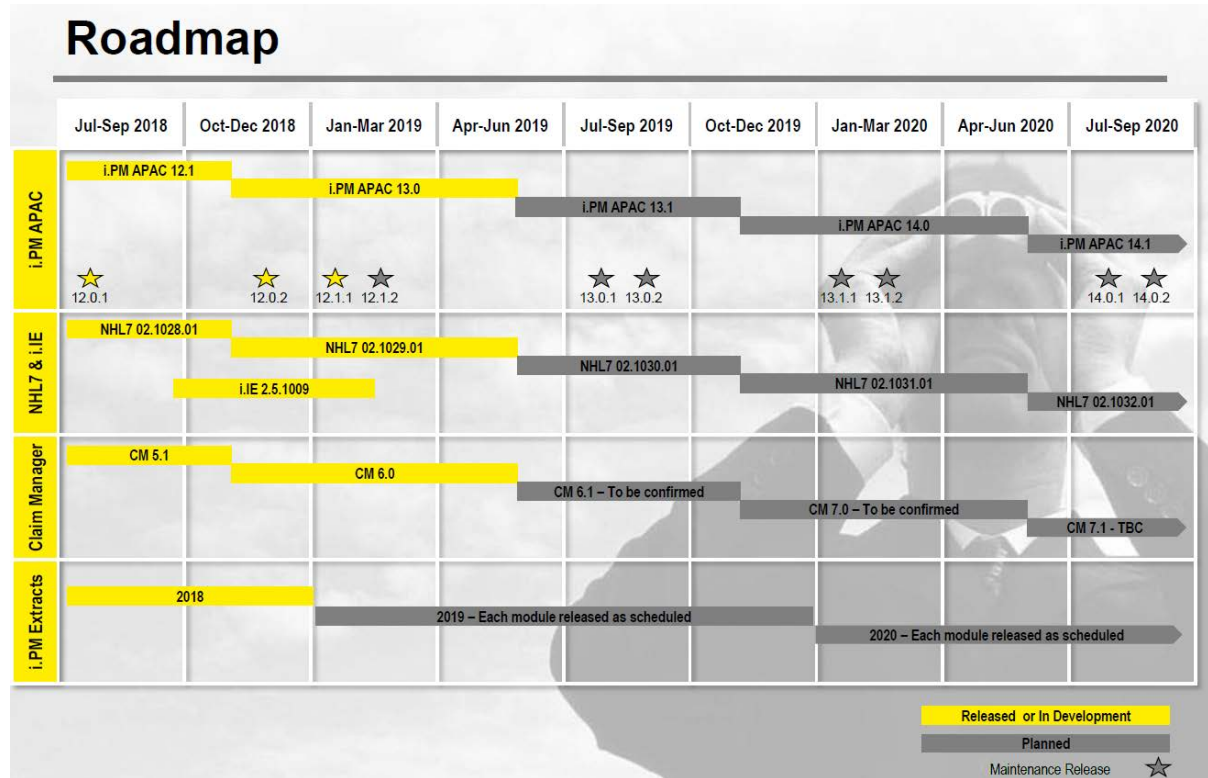 Roadmap
Jul-Sep 2018 Oct-Dec 2018 Jan-Mar 2019 Apr-Jun 2019 Jul-Sep 2019 Oct-Dec 2019 Jan-Mar 2020 Apr-Jun 2020 Jul-Sep 2020
i.PM APAC
i.PM APAC 12.1
i.PM APAC 13.0
i.PM APAC 13.1
i.PM APAC 14.0
i.PM APAC 14.1
12.0.1 12.0.2 12.1.1 12.1.2 13.0.1 13.0.2 13.1.1 13.1.2 14.0.1 14.0.2
NHL7 & i.IE
NHL7 02.1028.01
NHL7 02.1029.01
NHL7 02.1030.01
NHL7 02.1031.01
i.IE 2.5.1009
NHL7 02.1032.01
Claim Manager
CM 5.1
CM 6.0
CM 6.1 – To be confirmed
CM 7.0 – To be confirmed
CM 7.1 - TBC
i.PM Extracts
2018
2019 – Each module released as scheduled
2020 – Each module released as scheduled
Released or In Development
Planned
Maintenance Release